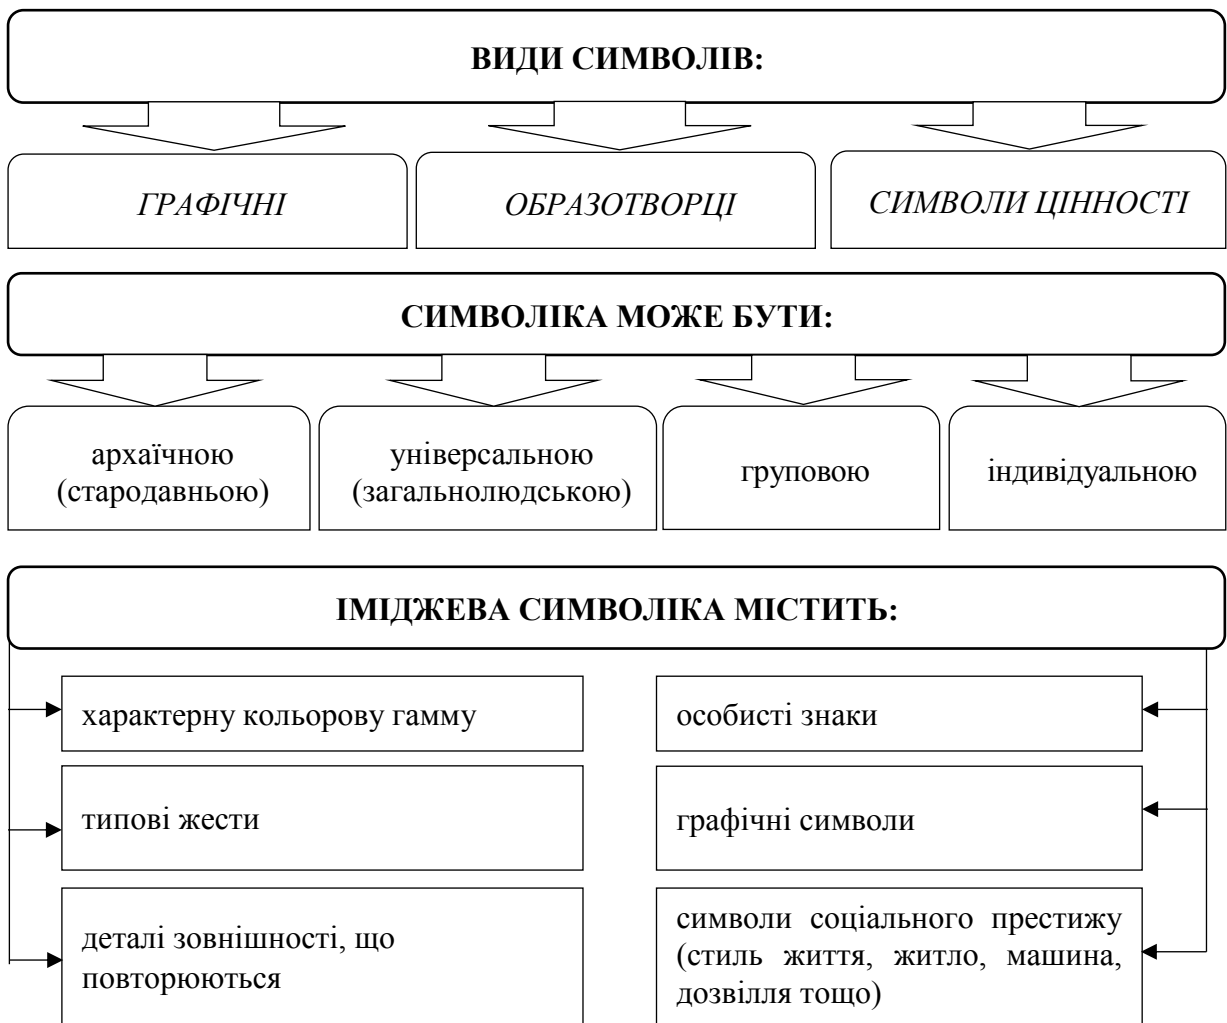 ВИДИ СИМВОЛІВ:
ГРАФІЧНІ
ОБРАЗОТВОРЦІ
СИМВОЛИ ЦІННОСТІ
СИМВОЛІКА МОЖЕ БУТИ:
архаїчною
(стародавньою)
універсальною
(загальнолюдською)
груповою
індивідуальною
ІМІДЖЕВА СИМВОЛІКА МІСТИТЬ:
характерну кольорову гамму
особисті знаки
типові жести
графічні символи
деталі зовнішності, що
повторюються
символи соціального престижу
(стиль життя, житло, машина,
дозвілля тощо)